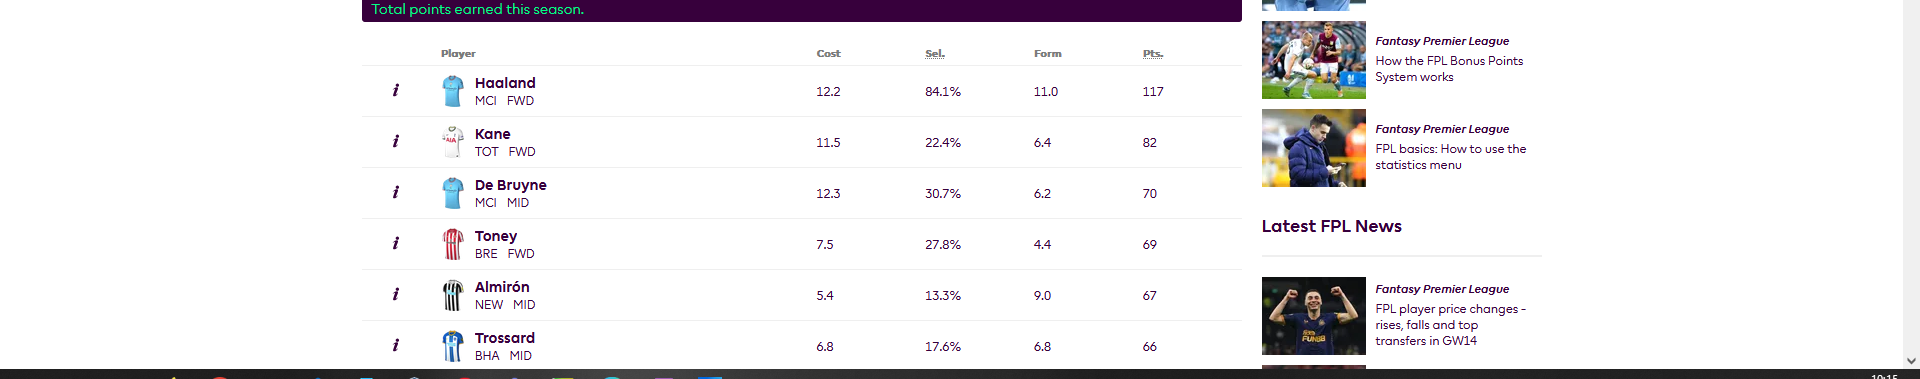 Total points earned this season.
Player Cost Sel. Form Pts.
i Haaland 12.2 84.1% 11.0 117
MCI FWD
i Kane 11.5 22.4% 6.4 82
TOT FWD
i De Bruyne 12.3 30.7% 6.2 70
MCI MID
i Toney 7.5 27.8% 4.4 69
BRE FWD
i Almirón 5.4 13.3% 9.0 67
NEW MID
i Trossard 6.8 17.6% 6.8 66
BHA MID
Fantasy Premier League
How the FPL Bonus Points
System works
Fantasy Premier League
FPL basics: How to use the
statistics menu
Latest FPL News
FUN88
Fantasy Premier League
FPL player price changes -
rises, falls and top
transfers in GW14